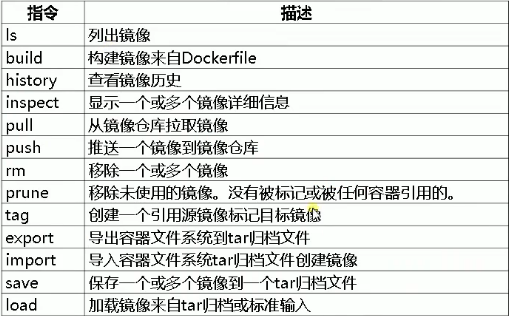 指令 描述
ls 列出镜像
build 构建镜像来自Dockerfile
history 查看镜像历史
inspect 显示一个或多个镜像详细信息
pull 从镜像仓库拉取镜像
push 推送一个镜像到镜像仓库
rm 移除一个或多个镜像
prune 移除未使用的镜像。没有被标记或被任何容器引用的。
tag 创建一个引用源镜像标记目标镜像
export 导出容器文件系统到tar归档文件
import 导入容器文件系统tar归档文件创建镜像
save 保存一个或多个镜像到一个tar归档文件
load 加载镜像来自tar归档或标准输入